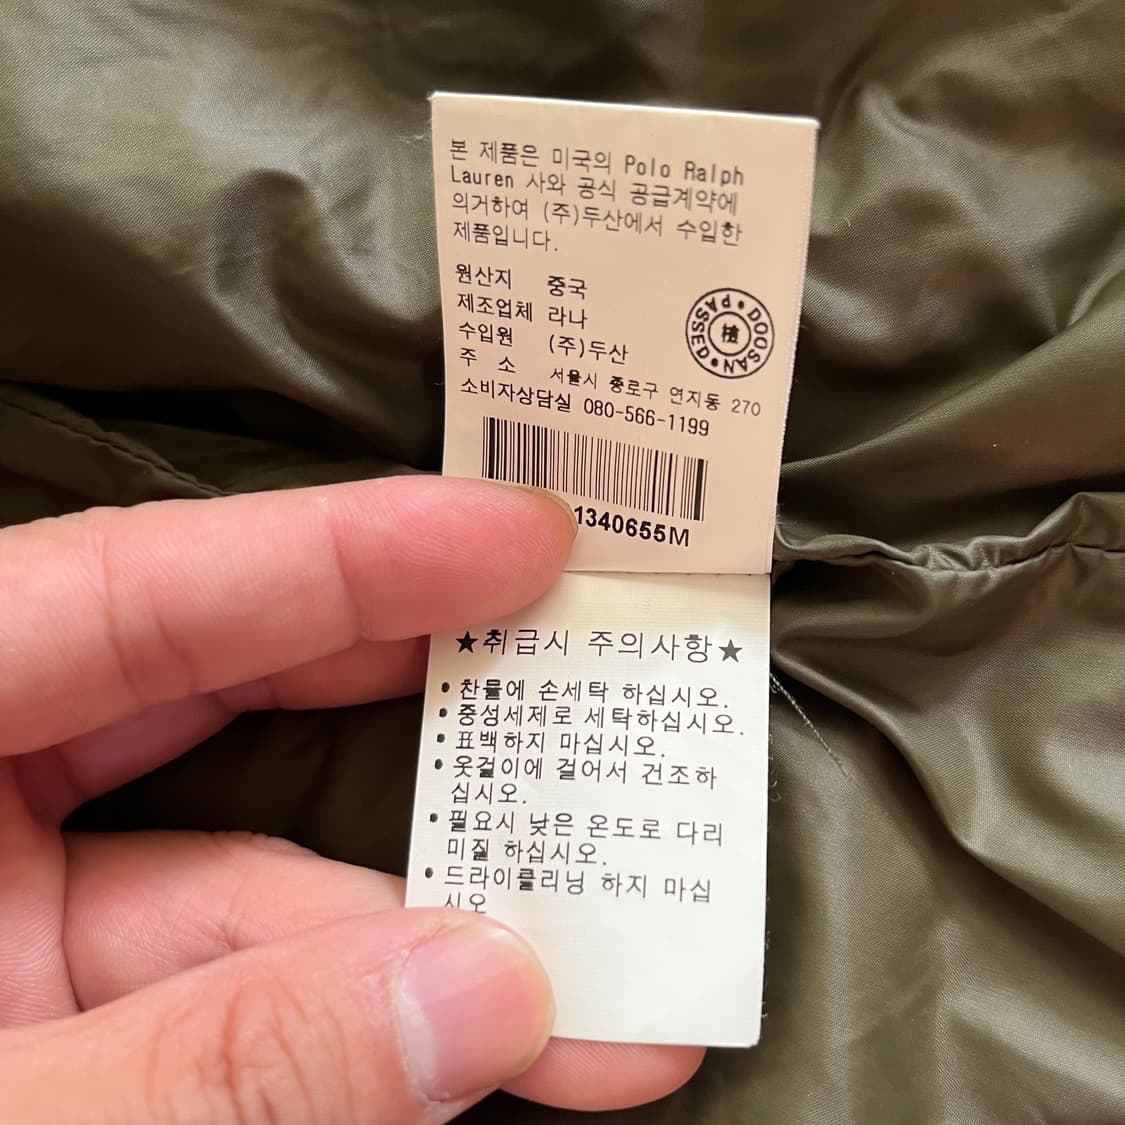 본 제품은 미국의 Polo Ralph
Lauren 사와 공식 공급계약에
의거하여 (주)두산에서 수입한
제품입니다.
원산지 중국
제조업체 라나
수입원 (주)두산
주 소 서울시 종로구 연지동 270
소비자상담실 080-566-1199
PASSED • DOOSAN •
檢
1340655M
★취급시 주의사항★
• 찬물에 손세탁 하십시오.
• 중성세제로 세탁하십시오.
• 표백하지 마십시오.
• 옷걸이에 걸어서 건조하
십시오.
• 필요시 낮은 온도로 다리
미질 하십시오.
• 드라이클리닝 하지 마십
시오